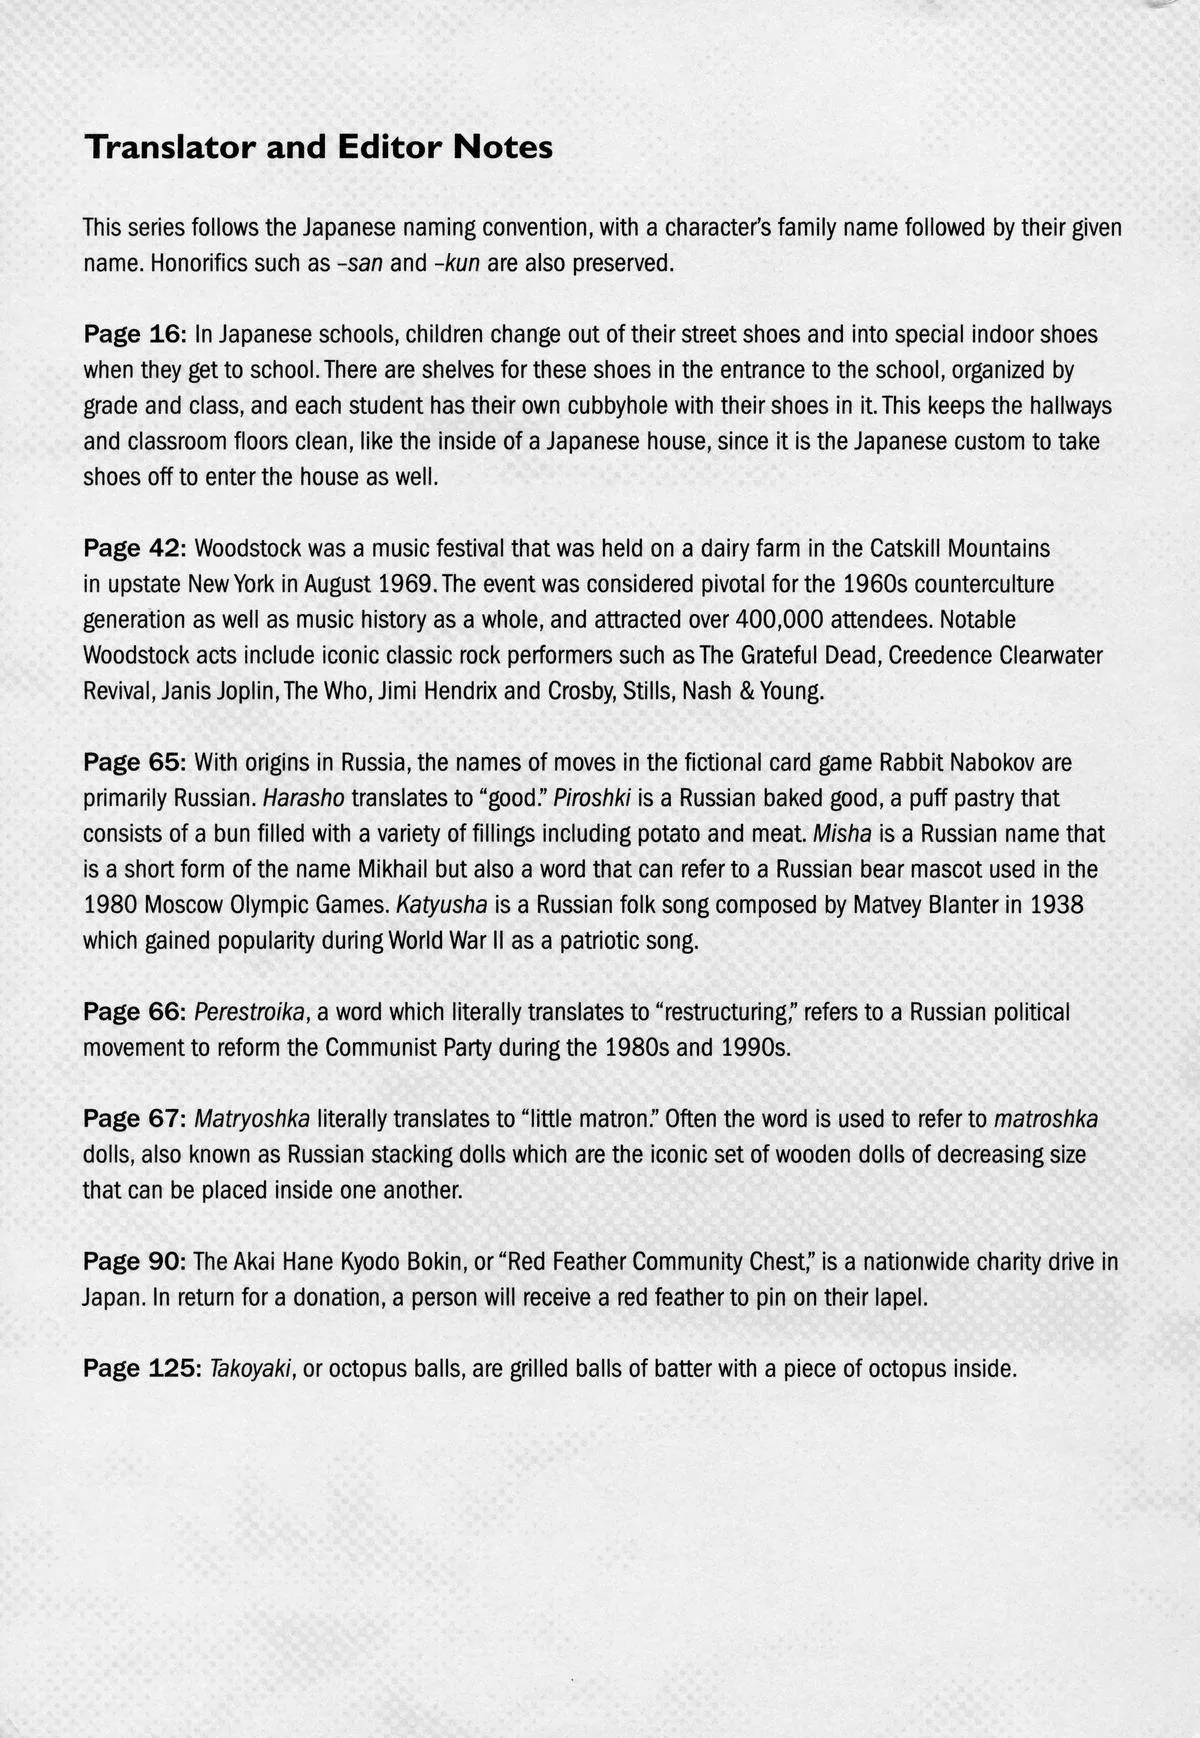 Translator and Editor Notes
This series follows the Japanese naming convention, with a character's family name followed by their given
name. Honorifics such as –san and –kun are also preserved.
Page 16: In Japanese schools, children change out of their street shoes and into special indoor shoes
when they get to school. There are shelves for these shoes in the entrance to the school, organized by
grade and class, and each student has their own cubbyhole with their shoes in it. This keeps the hallways
and classroom floors clean, like the inside of a Japanese house, since it is the Japanese custom to take
shoes off to enter the house as well.
Page 42: Woodstock was a music festival that was held on a dairy farm in the Catskill Mountains
in upstate New York in August 1969. The event was considered pivotal for the 1960s counterculture
generation as well as music history as a whole, and attracted over 400,000 attendees. Notable
Woodstock acts include iconic classic rock performers such as The Grateful Dead, Creedence Clearwater
Revival, Janis Joplin, The Who, Jimi Hendrix and Crosby, Stills, Nash & Young.
Page 65: With origins in Russia, the names of moves in the fictional card game Rabbit Nabokov are
primarily Russian. Harasho translates to “good.” Piroshki is a Russian baked good, a puff pastry that
consists of a bun filled with a variety of fillings including potato and meat. Misha is a Russian name that
is a short form of the name Mikhail but also a word that can refer to a Russian bear mascot used in the
1980 Moscow Olympic Games. Katyusha is a Russian folk song composed by Matvey Blanter in 1938
which gained popularity during World War II as a patriotic song.
Page 66: Perestroika, a word which literally translates to “restructuring,” refers to a Russian political
movement to reform the Communist Party during the 1980s and 1990s.
Page 67: Matryoshka literally translates to “little matron.” Often the word is used to refer to matroshka
dolls, also known as Russian stacking dolls which are the iconic set of wooden dolls of decreasing size
that can be placed inside one another.
Page 90: The Akai Hane Kyodo Bokin, or “Red Feather Community Chest,” is a nationwide charity drive in
Japan. In return for a donation, a person will receive a red feather to pin on their lapel.
Page 125: Takoyaki, or octopus balls, are grilled balls of batter with a piece of octopus inside.